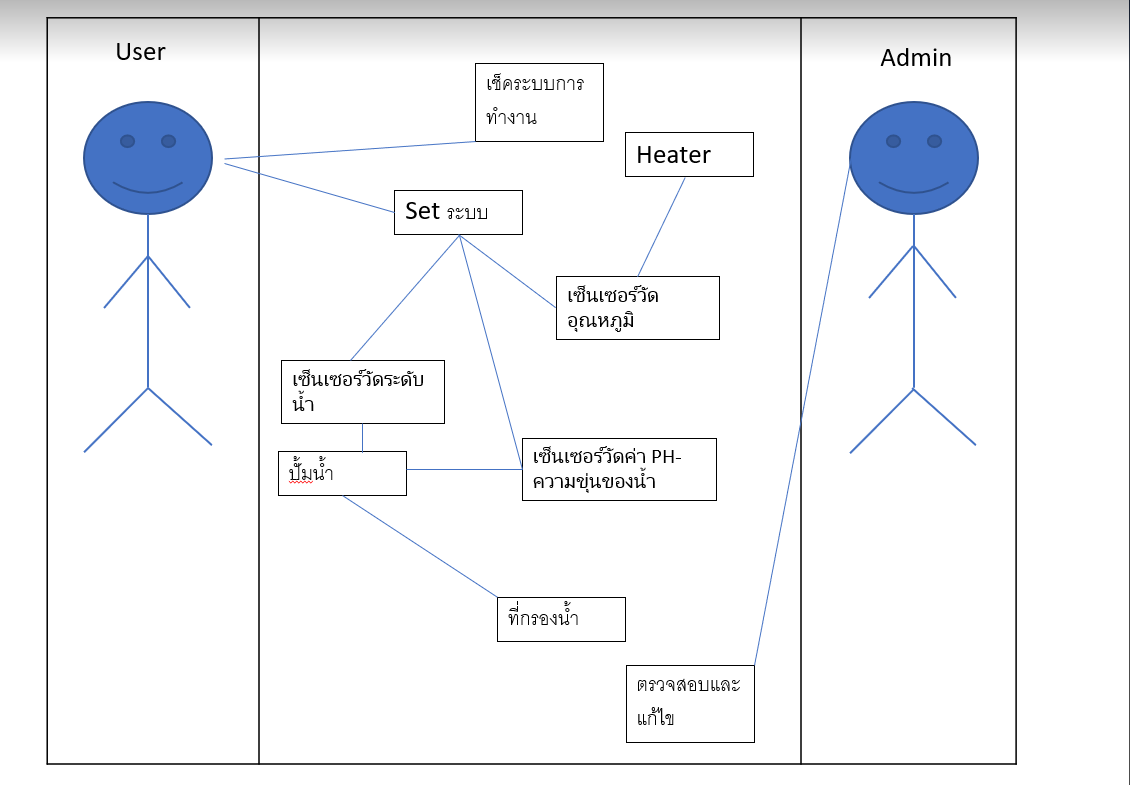 User
Admin
เช็คระบบการ
ทำงาน
Heater
Set ระบบ
เซ็นเซอร์วัด
อุณหภูมิ
เซ็นเซอร์วัดระดับ
น้ำ
ปั้มน้ำ
เซ็นเซอร์วัดค่า PH-
ความขุ่นของน้ำ
ที่กรองน้ำ
ตรวจสอบและ
แก้ไข